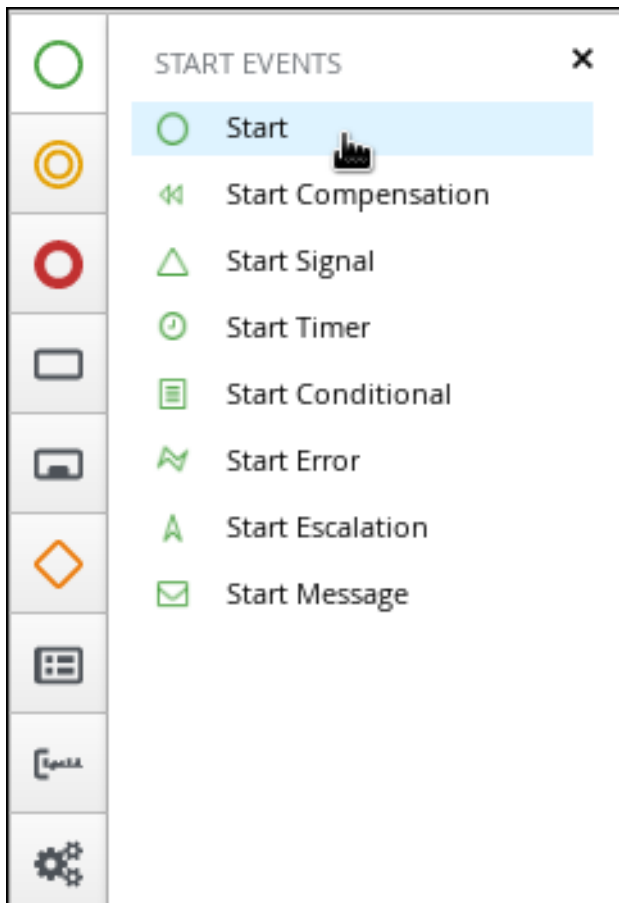 START EVENTS
Start
Start Compensation
Start Signal
Start Timer
Start Conditional
Start Error
Start Escalation
Start Message